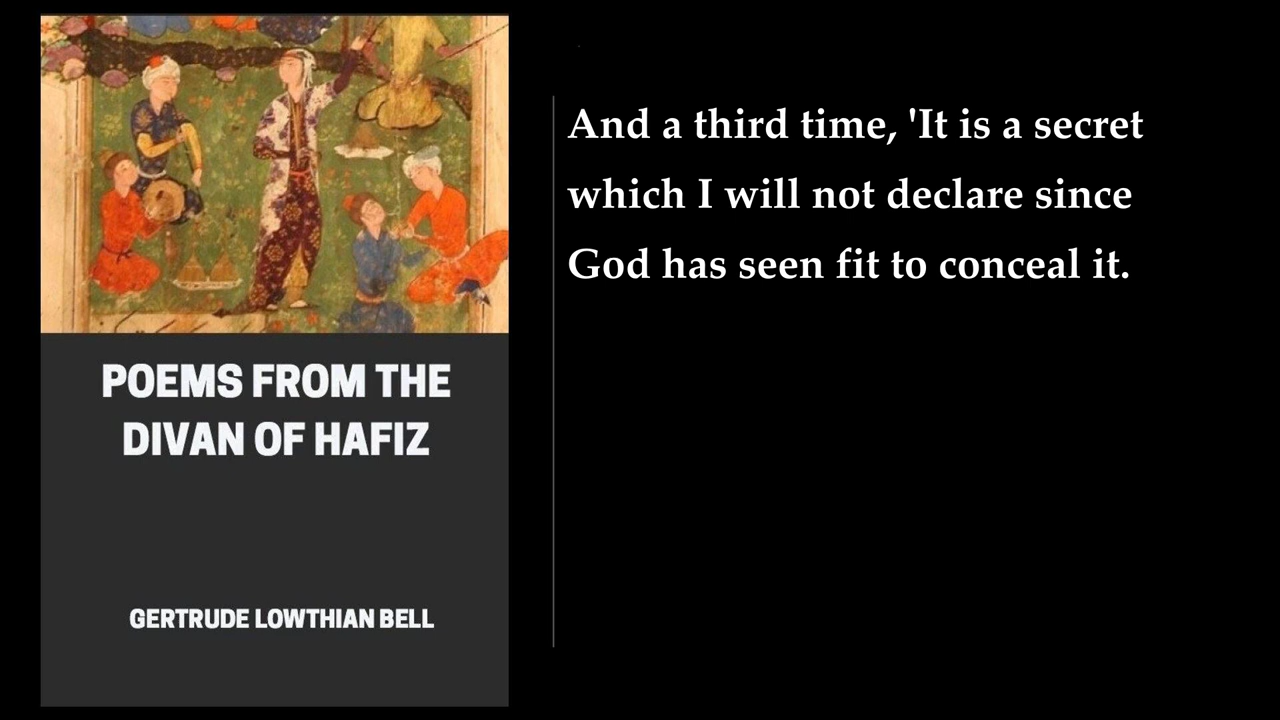 POEMS FROM THE
DIVAN OF HAFIZ
GERTRUDE LOWTHIAN BELL
And a third time, 'It is a secret
which I will not declare since
God has seen fit to conceal it.